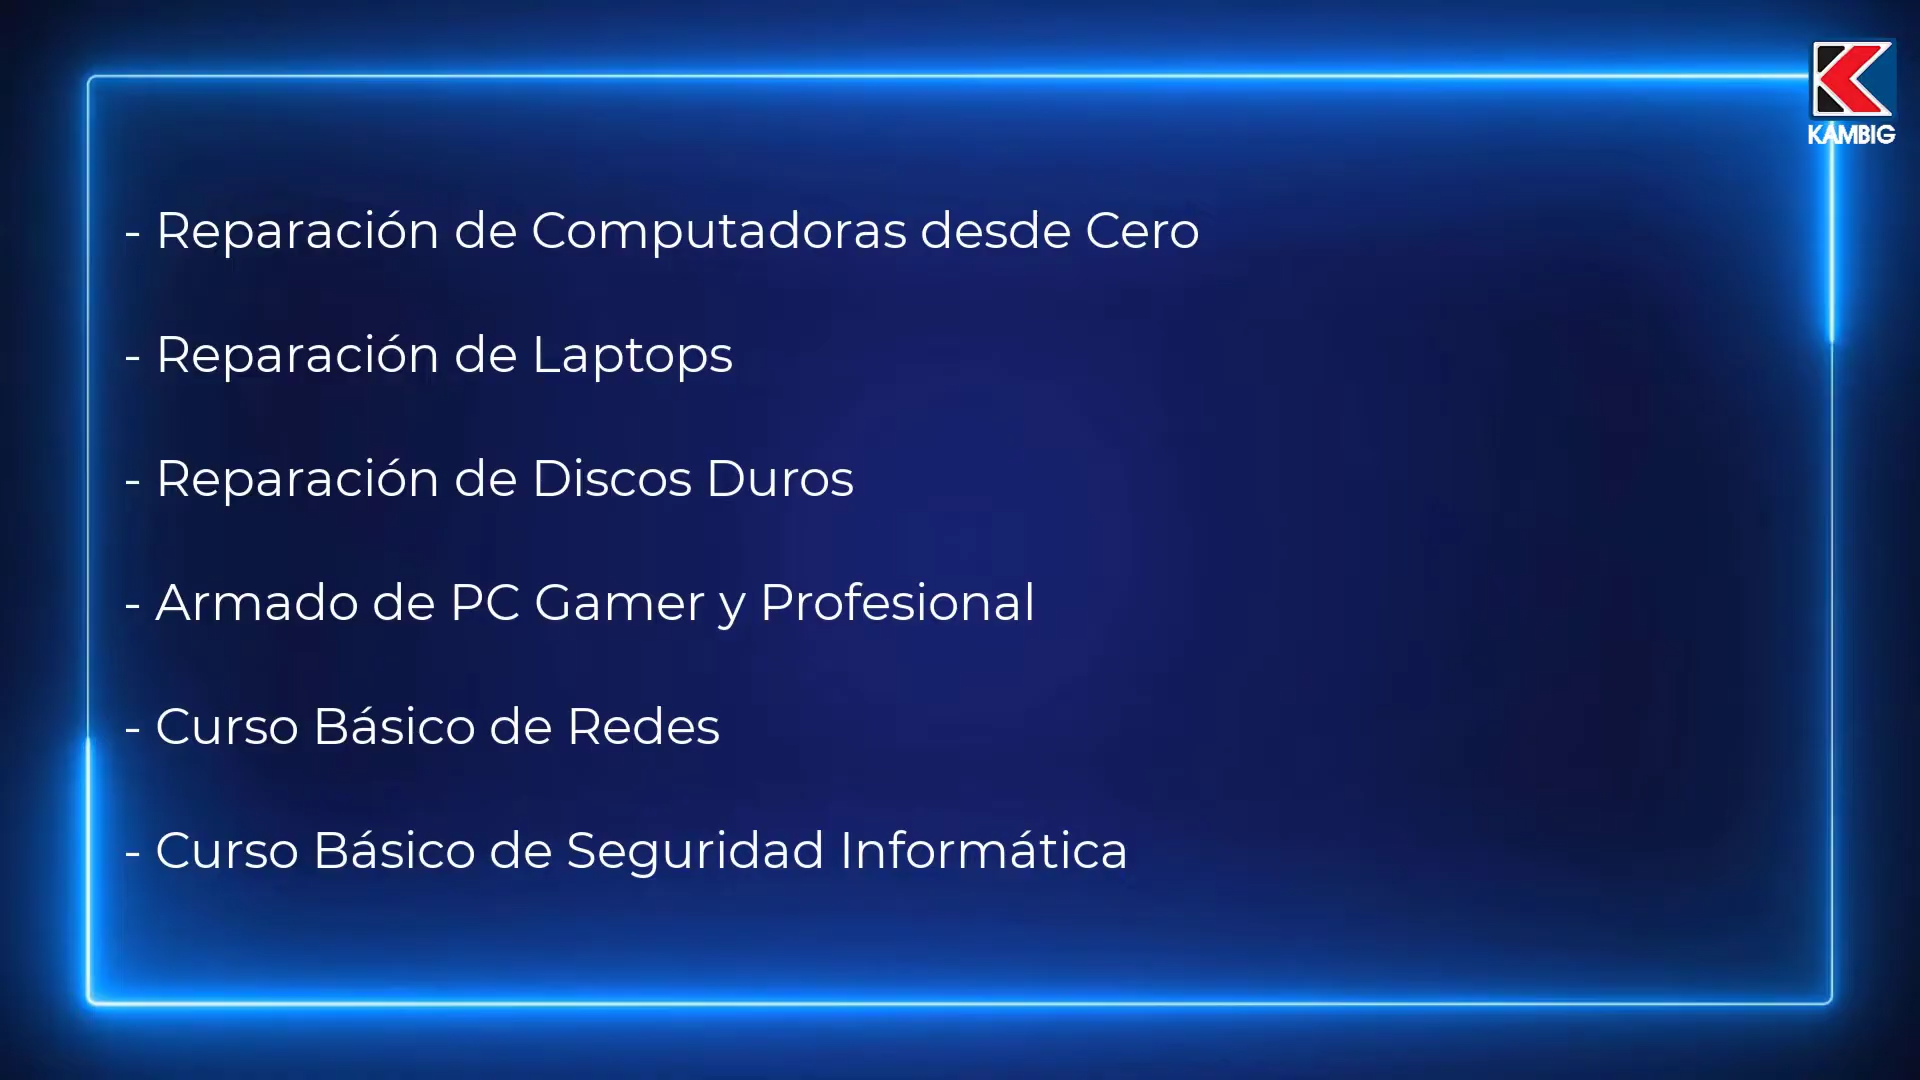 KAMBIG
- Reparación de Computadoras desde Cero
- Reparación de Laptops
- Reparación de Discos Duros
- Armado de PC Gamer y Profesional
- Curso Básico de Redes
- Curso Básico de Seguridad Informática